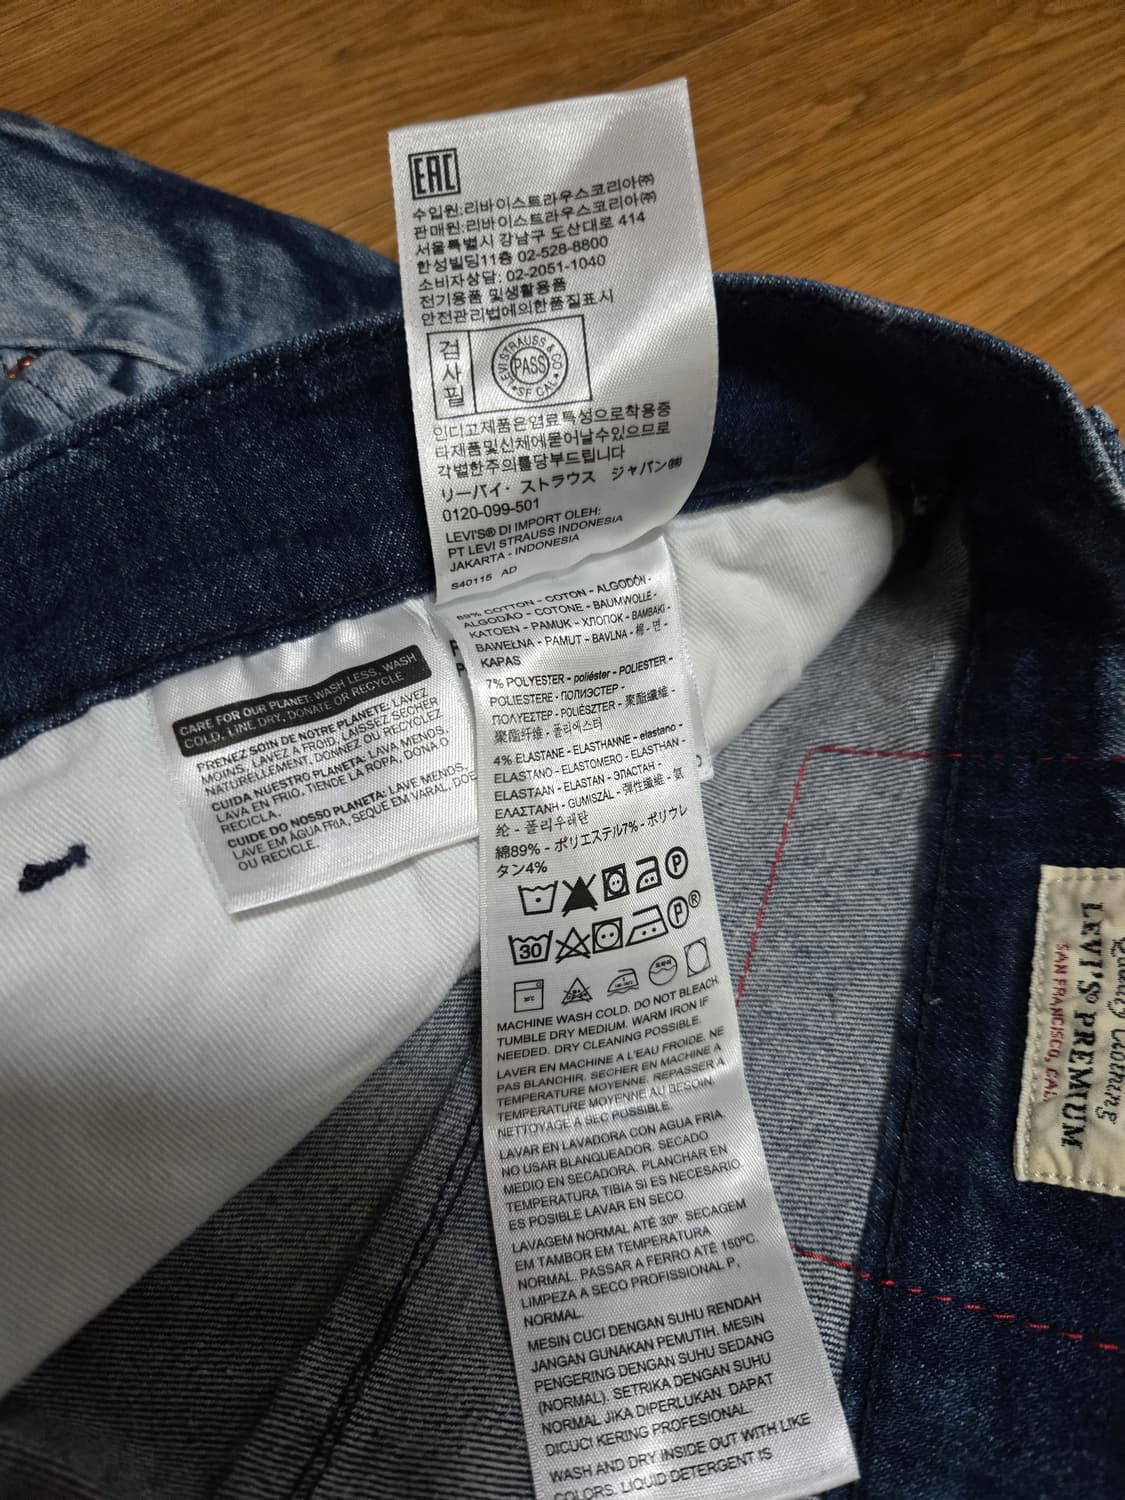 EAC
수입원:리바이스트라우스코리아㈜
판매원:리바이스트라우스코리아㈜
서울특별시 강남구 도산대로 414
한성빌딩11층 02-528-8800
소비자상담: 02-2051-1040
전기용품 및생활용품
안전관리법에의한품질표시
검사필
LEVI STRAUSS & CO
PASS
SF CAL
인디고제품은염료특성으로착용중
타제품및신체에묻어날수있으므로
각별한주의를당부드립니다
リーバイ・ストラウス ジャパン㈱
0120-099-501
LEVI'S® DI IMPORT OLEH:
PT LEVI STRAUSS INDONESIA
JAKARTA - INDONESIA
S40115 AD
89% COTTON - COTON - ALGODÓN -
ALGODÃO - COTONE - BAUMWOLLE -
KATOEN - PAMUK - ХЛОПОК - ΒΑΜΒΑΚΙ -
BAWEŁNA - PAMUT - BAVLNA - 棉 - 면 -
KAPAS
7% POLYESTER - poliéster - POLIESTER -
POLIESTERE - ПОЛИЭСТЕР -
ΠΟΛΥΕΣΤΕΡ - POLIÉSZTER - 聚酯纖維 -
聚酯纤维 - 폴리에스터
4% ELASTANE - ELASTHANNE - elastano -
ELASTANO - ELASTOMERO - ELASTHAN -
ELASTAAN - ELASTAN - ЭЛАСТАН -
ΕΛΑΣΤΑΝΗ - GUMISZÁL - 彈性纖維 - 氨
纶 - 폴리우레탄
綿89% - ポリエステル7% - ポリウレ
タン4%
P
30
P ®
30℃
MACHINE WASH COLD. DO NOT BLEACH
TUMBLE DRY MEDIUM. WARM IRON IF
NEEDED. DRY CLEANING POSSIBLE.
LAVER EN MACHINE A L'EAU FROIDE. NE
PAS BLANCHIR. SECHER EN MACHINE A
TEMPERATURE MOYENNE. REPASSER A
TEMPERATURE MOYENNE AU BESOIN.
NETTOYAGE A SEC POSSIBLE.
LAVAR EN LAVADORA CON AGUA FRIA.
NO USAR BLANQUEADOR. SECADO
MEDIO EN SECADORA. PLANCHAR EN
TEMPERATURA TIBIA SI ES NECESARIO.
ES POSIBLE LAVAR EN SECO.
LAVAGEM NORMAL ATÉ 30º. SECAGEM
EM TAMBOR EM TEMPERATURA
NORMAL. PASSAR A FERRO ATÉ 150ºC.
LIMPEZA A SECO PROFISSIONAL P,
NORMAL.
MESIN CUCI DENGAN SUHU RENDAH
JANGAN GUNAKAN PEMUTIH. MESIN
PENGERING DENGAN SUHU SEDANG
(NORMAL). SETRIKA DENGAN SUHU
NORMAL JIKA DIPERLUKAN. DAPAT
DICUCI KERING PROFESIONAL.
WASH AND DRY INSIDE OUT WITH LIKE
COLORS. LIQUID DETERGENT IS
CARE FOR OUR PLANET: WASH LESS, WASH
COLD, LINE DRY, DONATE OR RECYCLE
PRENEZ SOIN DE NOTRE PLANÈTE: LAVEZ
MOINS, LAVEZ À FROID, LAISSEZ SÉCHER
NATURELLEMENT, DONNEZ OU RECYCLEZ
CUIDA NUESTRO PLANETA: LAVA MENOS,
LAVA EN FRÍO, TIENDE LA ROPA, DONA O
RECICLA.
CUIDE DO NOSSO PLANETA: LAVE MENOS,
LAVE EM ÁGUA FRIA, SEQUE EM VARAL, DOE
OU RECICLE.
Quality Clothing
LEVI'S® PREMIUM
SAN FRANCISCO, CAL